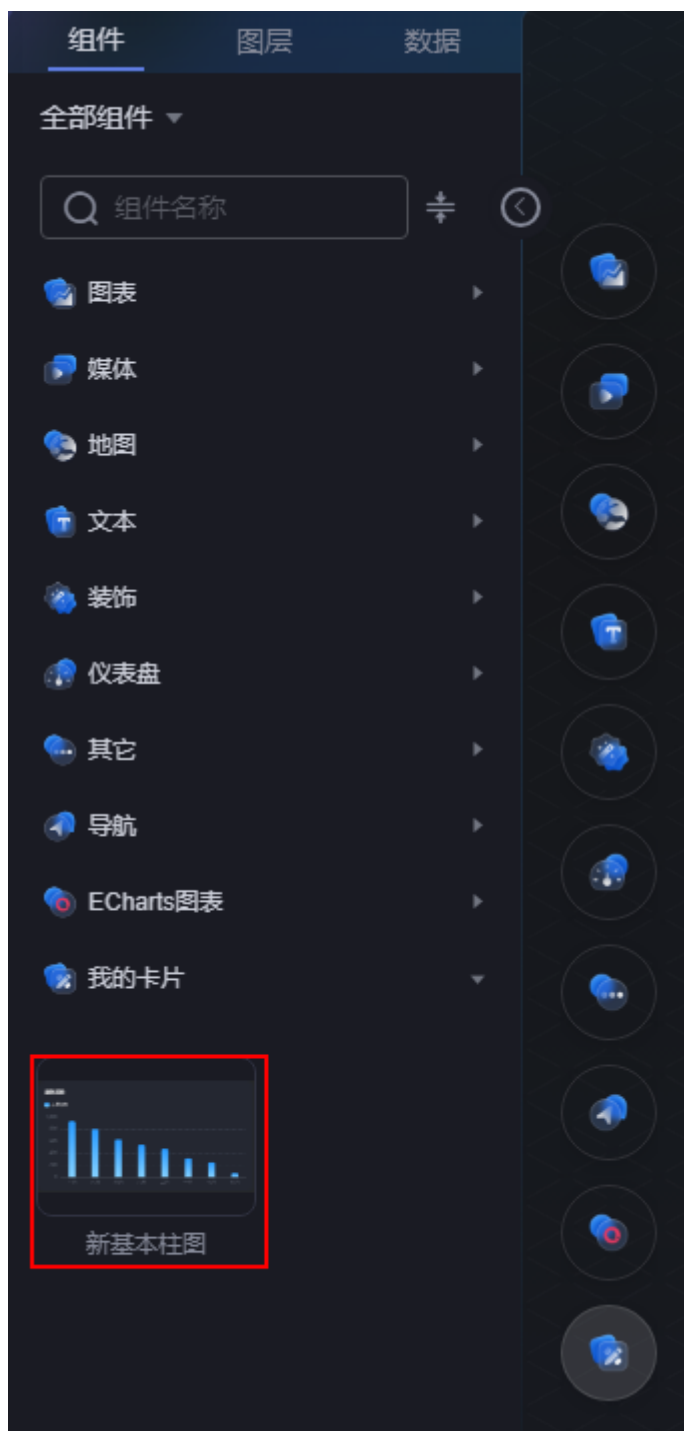 组件 图层 数据
全部组件
组件名称
图表
媒体
地图
文本
装饰
仪表盘
其它
导航
ECharts图表
我的卡片
新基本柱图